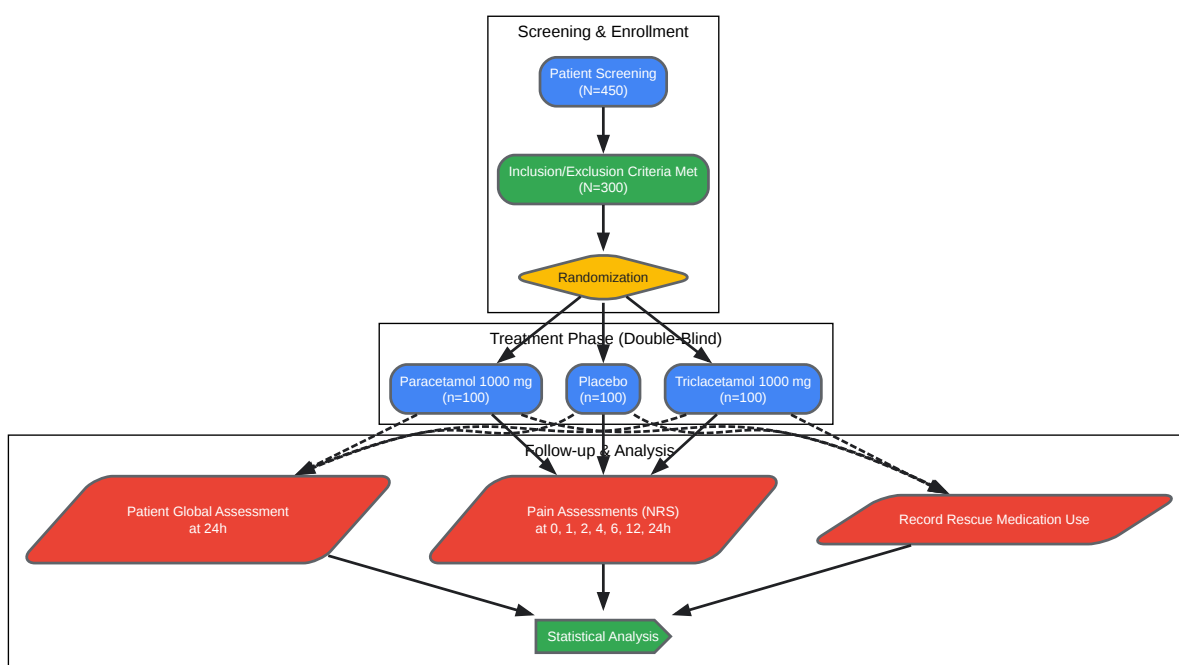 Screening & Enrollment
Patient Screening
(N=450)
Inclusion/Exclusion Criteria Met
(N=300)
Randomization
Treatment Phase (Double-Blind)
Paracetamol 1000 mg
(n=100)
Placebo
(n=100)
Triclacetamol 1000 mg
(n=100)
Follow-up & Analysis
Patient Global Assessment
at 24h
Pain Assessments (NRS)
at 0, 1, 2, 4, 6, 12, 24h
Record Rescue Medication Use
Statistical Analysis